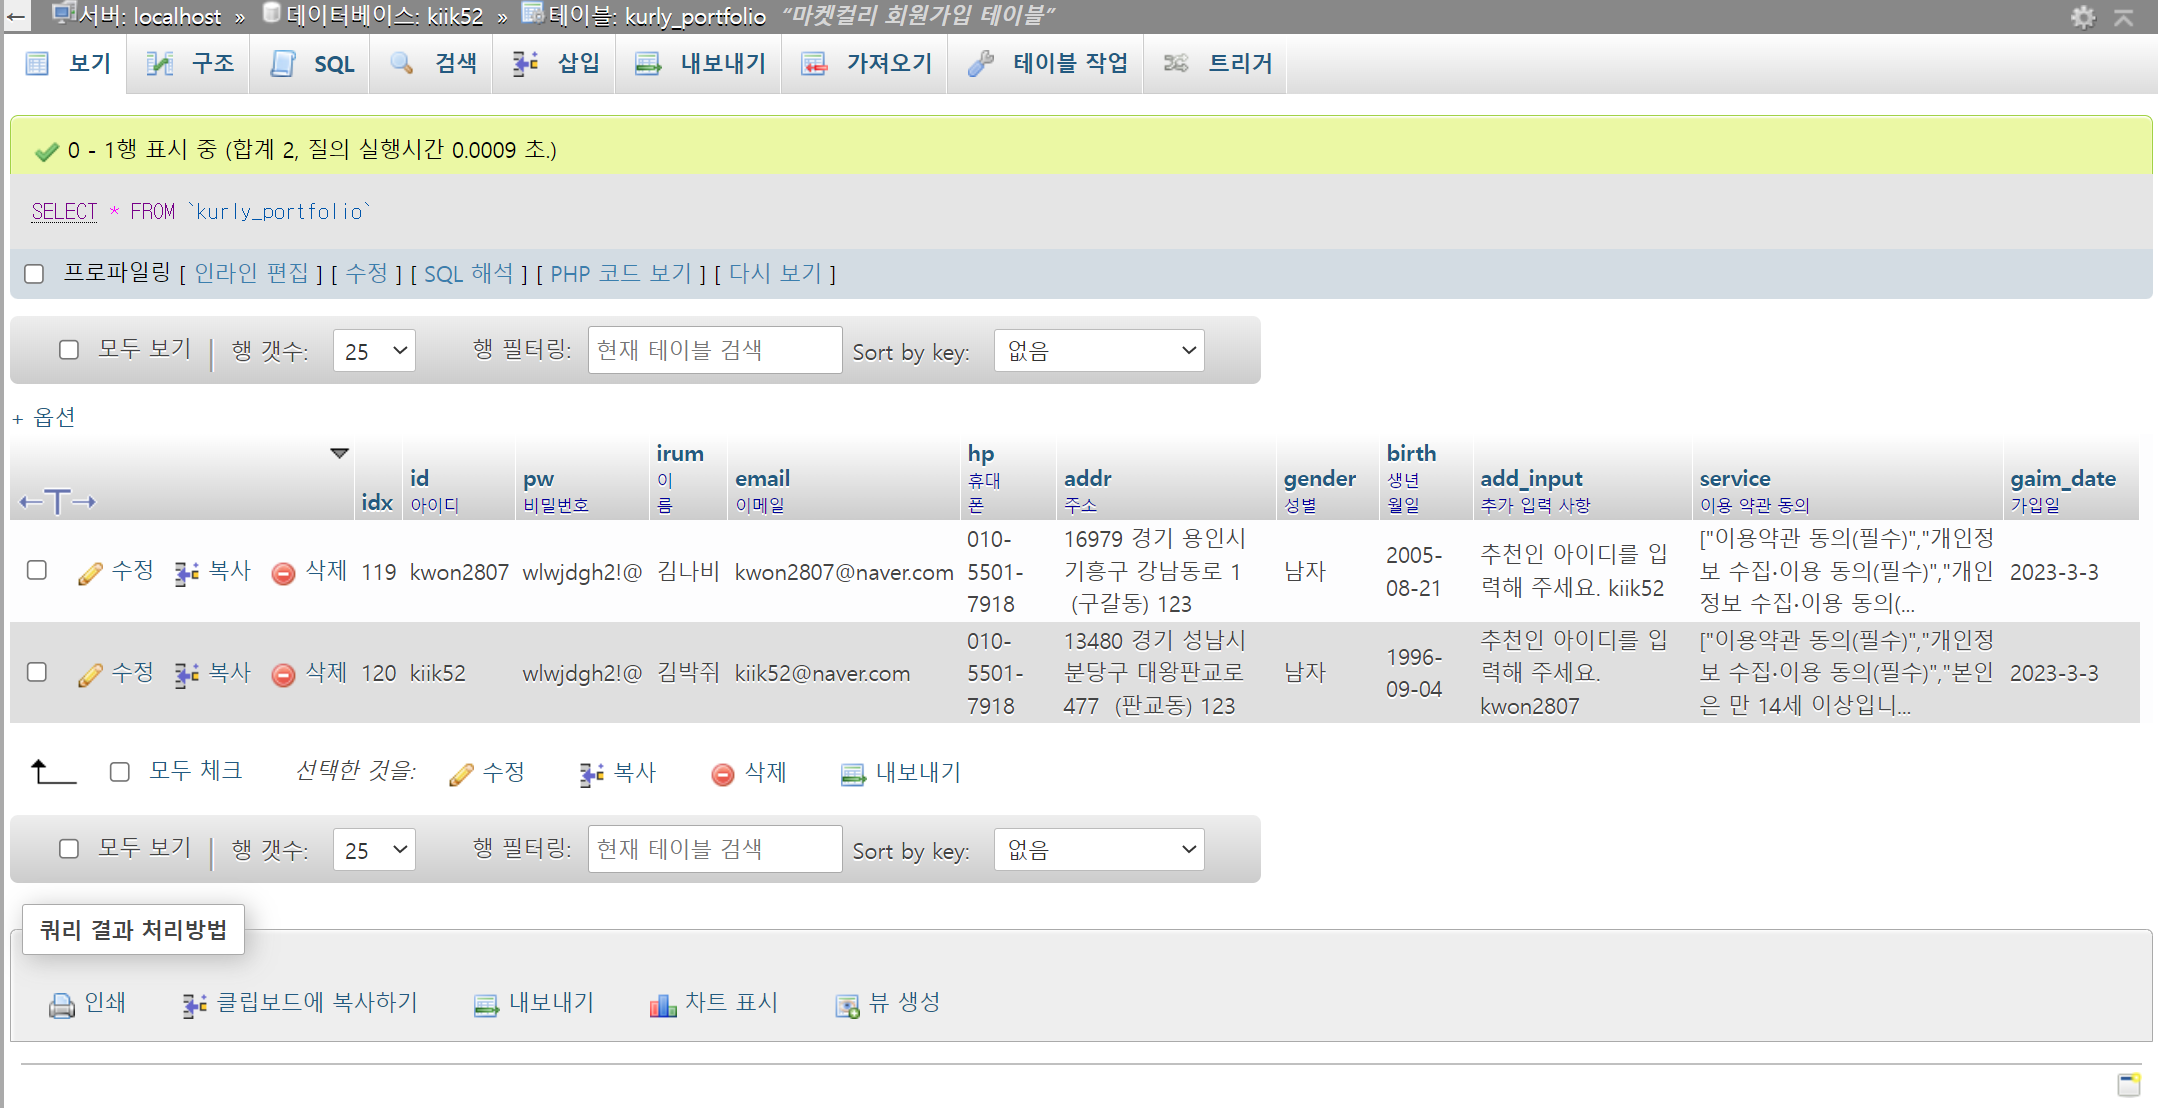 서버: localhost » 데이터베이스: kiik52 » 테이블: kurly_portfolio “마켓컬리 회원가입 테이블”
보기 구조 SQL 검색 삽입 내보내기 가져오기 테이블 작업 트리거
0 - 1행 표시 중 (합계 2, 질의 실행시간 0.0009 초.)
SELECT * FROM `kurly_portfolio`
프로파일링 [ 인라인 편집 ] [ 수정 ] [ SQL 해석 ] [ PHP 코드 보기 ] [ 다시 보기 ]
모두 보기 | 행 갯수: 25 행 필터링: 현재 테이블 검색 Sort by key: 없음
+ 옵션
idx
id
아이디
pw
비밀번호
irum
이
름
email
이메일
hp
휴대
폰
addr
주소
gender
성별
birth
생년
월일
add_input
추가 입력 사항
service
이용 약관 동의
gaim_date
가입일
수정 복사 삭제 119 kwon2807 wlwjdgh2!@ 김나비 kwon2807@naver.com
010-
5501-
7918
16979 경기 용인시
기흥구 강남동로 1
(구갈동) 123
남자
2005-
08-21
추천인 아이디를 입
력해 주세요. kiik52
["이용약관 동의(필수)","개인정
보 수집·이용 동의(필수)","개인
정보 수집·이용 동의(...
2023-3-3
수정 복사 삭제 120 kiik52 wlwjdgh2!@ 김박쥐 kiik52@naver.com
010-
5501-
7918
13480 경기 성남시
분당구 대왕판교로
477 (판교동) 123
남자
1996-
09-04
추천인 아이디를 입
력해 주세요.
kwon2807
["이용약관 동의(필수)","개인정
보 수집·이용 동의(필수)","본인
은 만 14세 이상입니...
2023-3-3
모두 체크 선택한 것을: 수정 복사 삭제 내보내기
모두 보기 | 행 갯수: 25 행 필터링: 현재 테이블 검색 Sort by key: 없음
쿼리 결과 처리방법
인쇄 클립보드에 복사하기 내보내기 차트 표시 뷰 생성